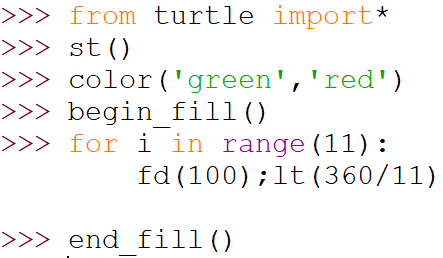 >>> from turtle import*
>>> st()
>>> color('green','red')
>>> begin_fill()
>>> for i in range(11):
        fd(100);lt(360/11)
>>> end_fill()